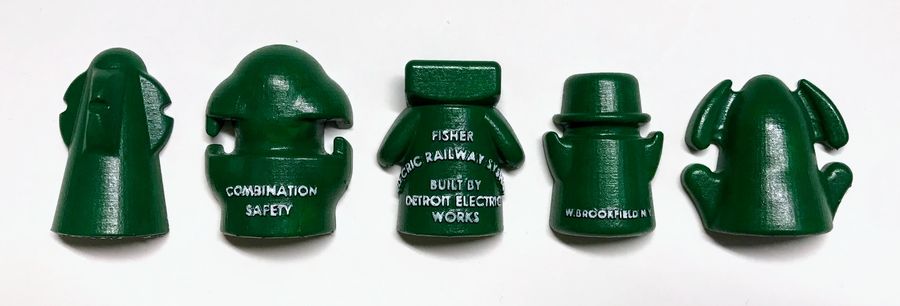 COMBINATION
SAFETY
FISHER
RAILWAY
BUILT BY
DETROIT ELECTRIC
WORKS
W. BROOKFIELD N.Y.